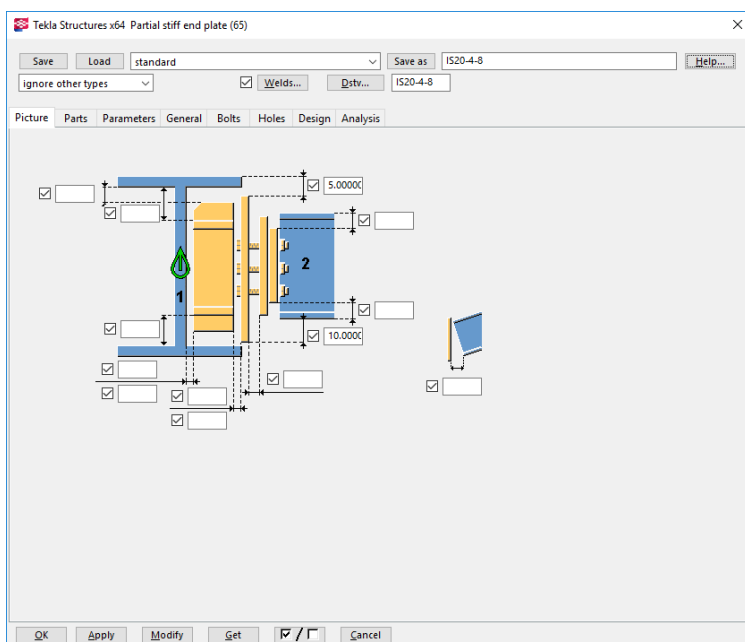 Tekla Structures x64 Partial stiff end plate (65)
Save Load standard Save as IS20-4-8 Help...
ignore other types Welds... Dstv... IS20-4-8
Picture Parts Parameters General Bolts Holes Design Analysis
5.0000
2
1
10.0000
OK Apply Modify Get / Cancel